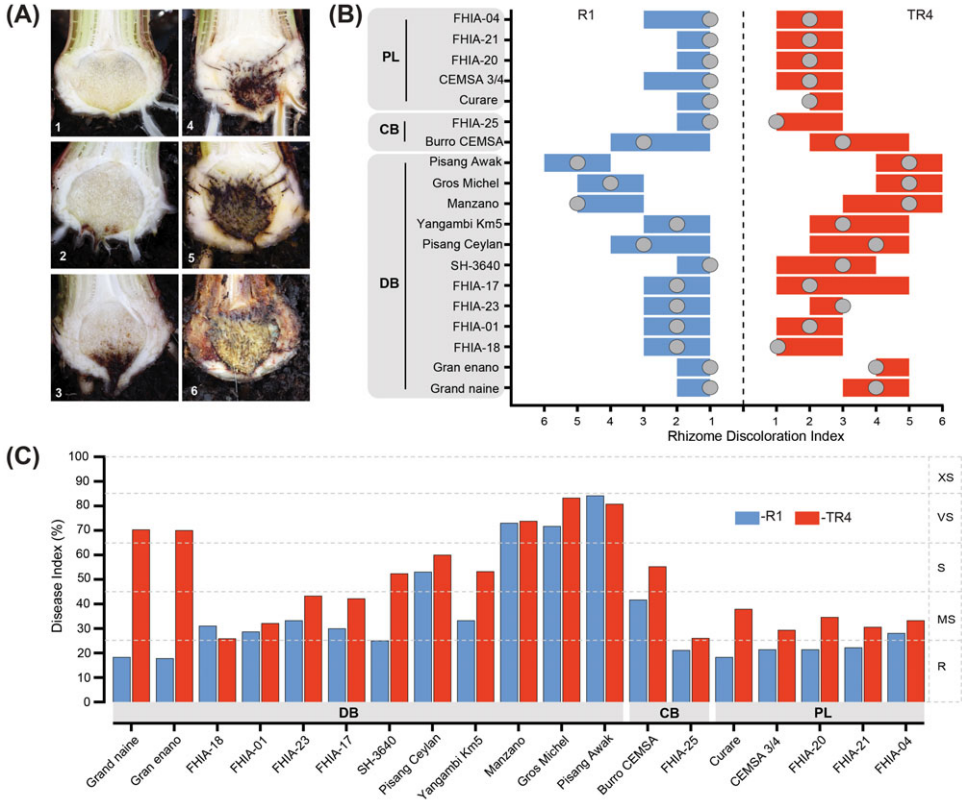 (A)
1
4
2
5
3
6
(B)
R1
TR4
PL
FHIA-04
FHIA-21
FHIA-20
CEMSA 3/4
Curare
CB
FHIA-25
Burro CEMSA
DB
Pisang Awak
Gros Michel
Manzano
Yangambi Km5
Pisang Ceylan
SH-3640
FHIA-17
FHIA-23
FHIA-01
FHIA-18
Gran enano
Grand naine
6 5 4 3 2 1 1 2 3 4 5 6
Rhizome Discoloration Index
(C)
Disease Index (%)
100
90
80
70
60
50
40
30
20
10
0
XS
VS
S
MS
R
-R1 -TR4
DB CB PL
Grand naine
Gran enano
FHIA-18
FHIA-01
FHIA-23
FHIA-17
SH-3640
Pisang Ceylan
Yangambi Km5
Manzano
Gros Michel
Pisang Awak
Burro CEMSA
FHIA-25
Curare
CEMSA 3/4
FHIA-20
FHIA-21
FHIA-04